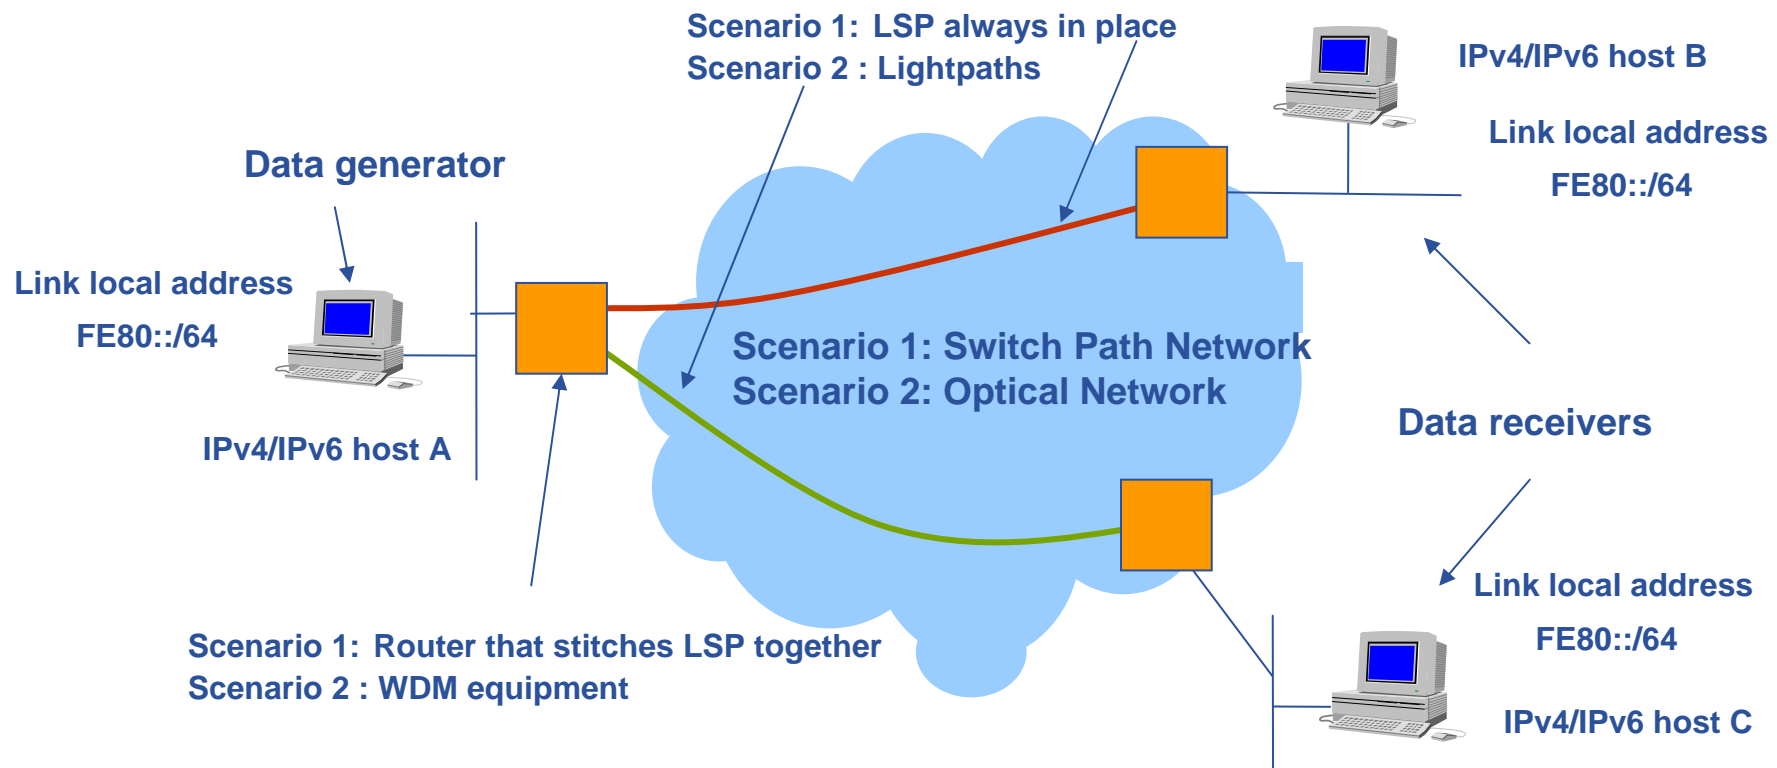 Scenario 1: LSP always in place
Scenario 2 : Lightpaths
IPv4/IPv6 host B
Link local address
FE80::/64
Data generator
Link local address
FE80::/64
IPv4/IPv6 host A
Scenario 1: Switch Path Network
Scenario 2: Optical Network
Data receivers
Scenario 1: Router that stitches LSP together
Scenario 2 : WDM equipment
Link local address
FE80::/64
IPv4/IPv6 host C